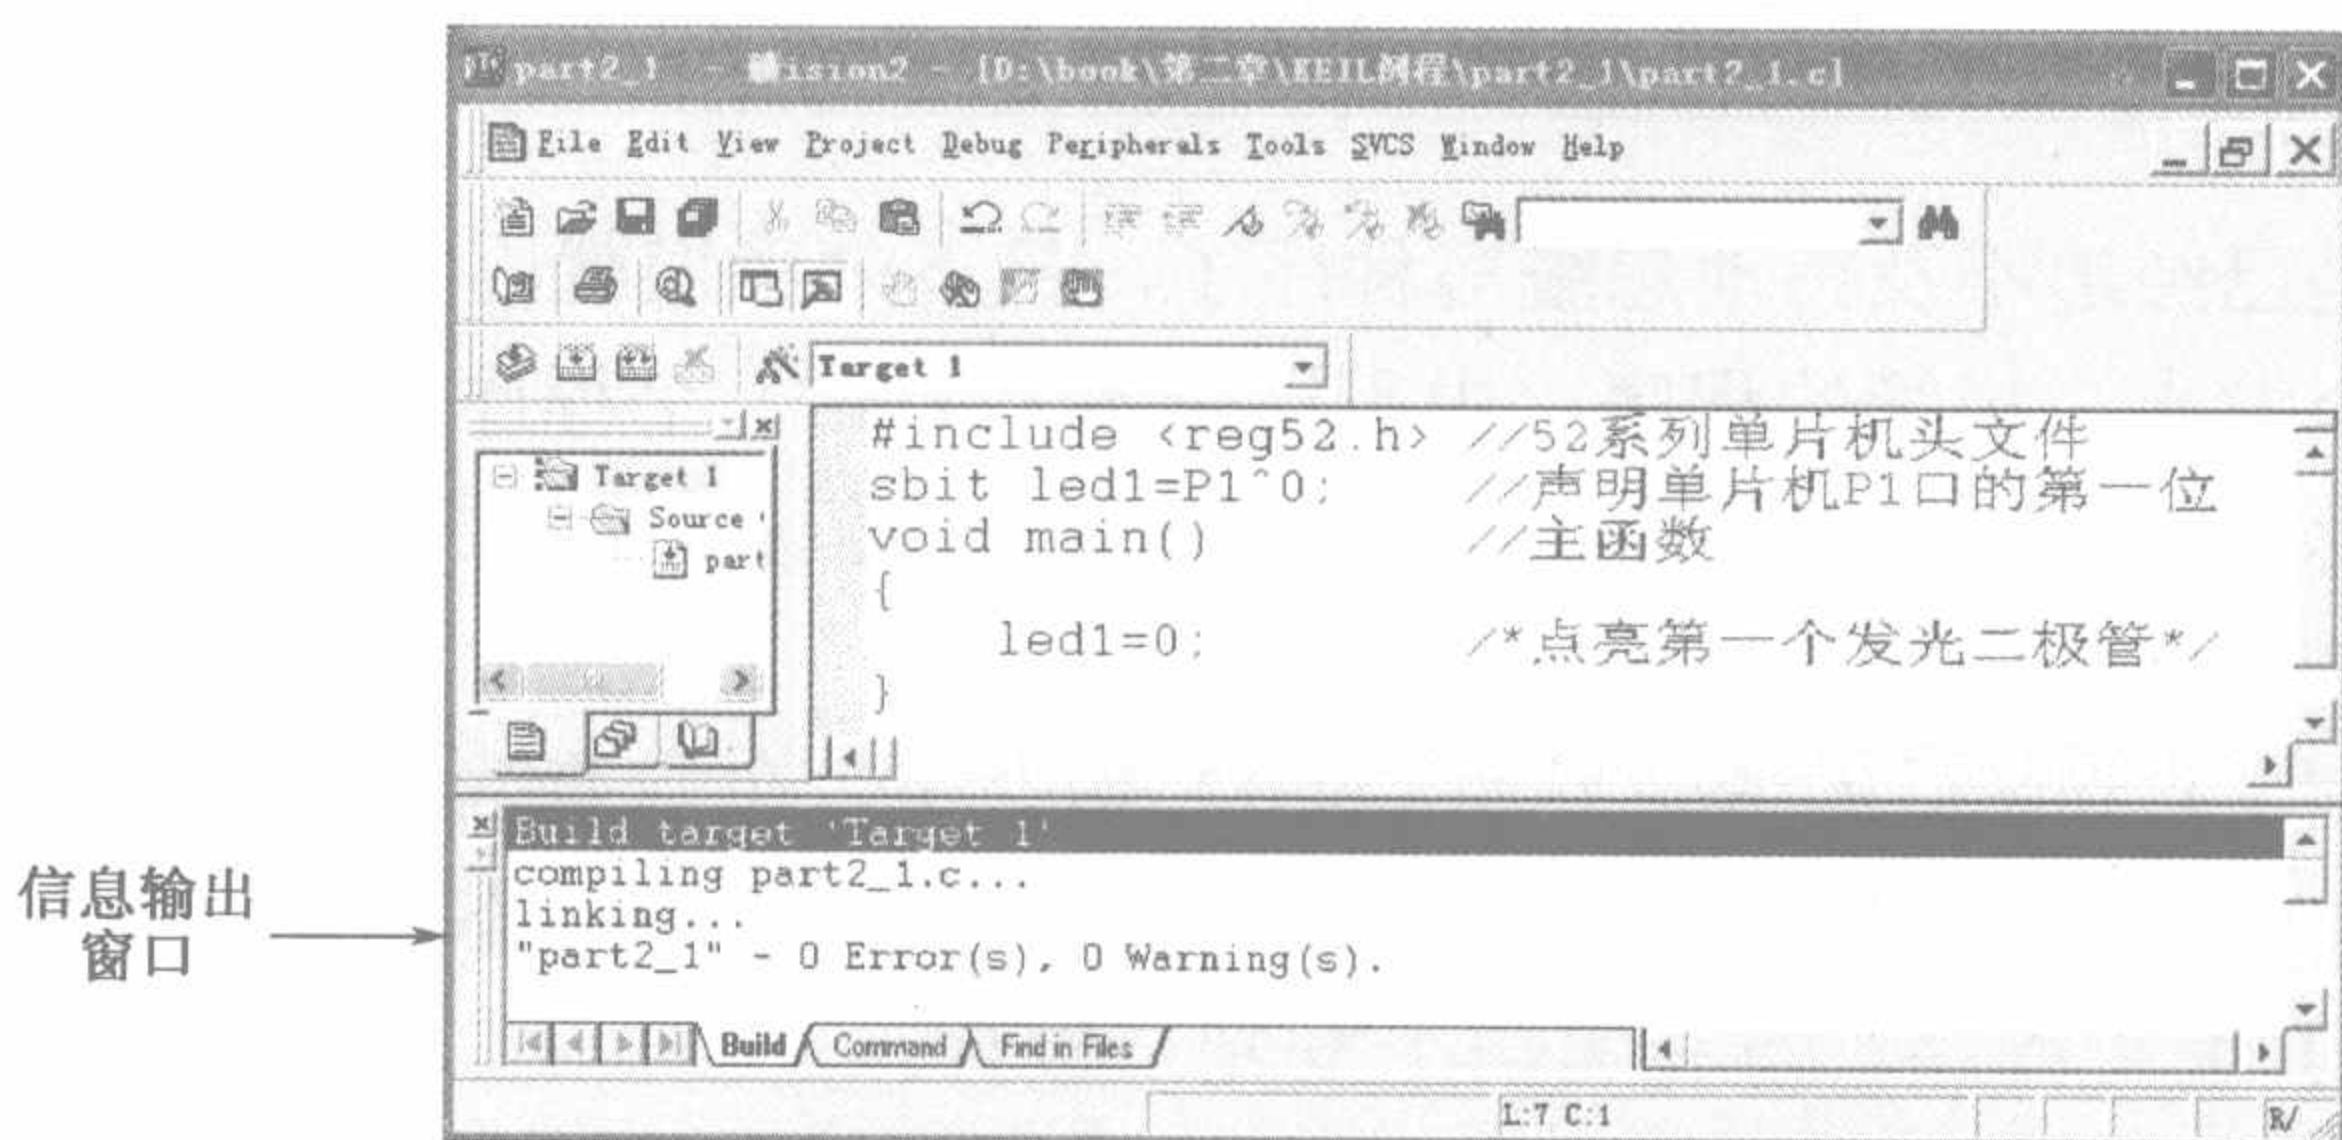 part2_1 - ision2 - [D:\book\第二章\KEIL例程\part2_1\part2_1.c]
File Edit View Project Debug Peripherals Tools SVCS Window Help
Target 1
Target 1
Source
part
#include <reg52.h> //52系列单片机头文件
sbit led1=P1^0; //声明单片机P1口的第一位
void main() //主函数
{
led1=0; /*点亮第一个发光二极管*/
}
信息输出
窗口
Build target 'Target 1'
compiling part2_1.c...
linking...
"part2_1" - 0 Error(s), 0 Warning(s).
Build Command Find in Files
L:7 C:1
R/